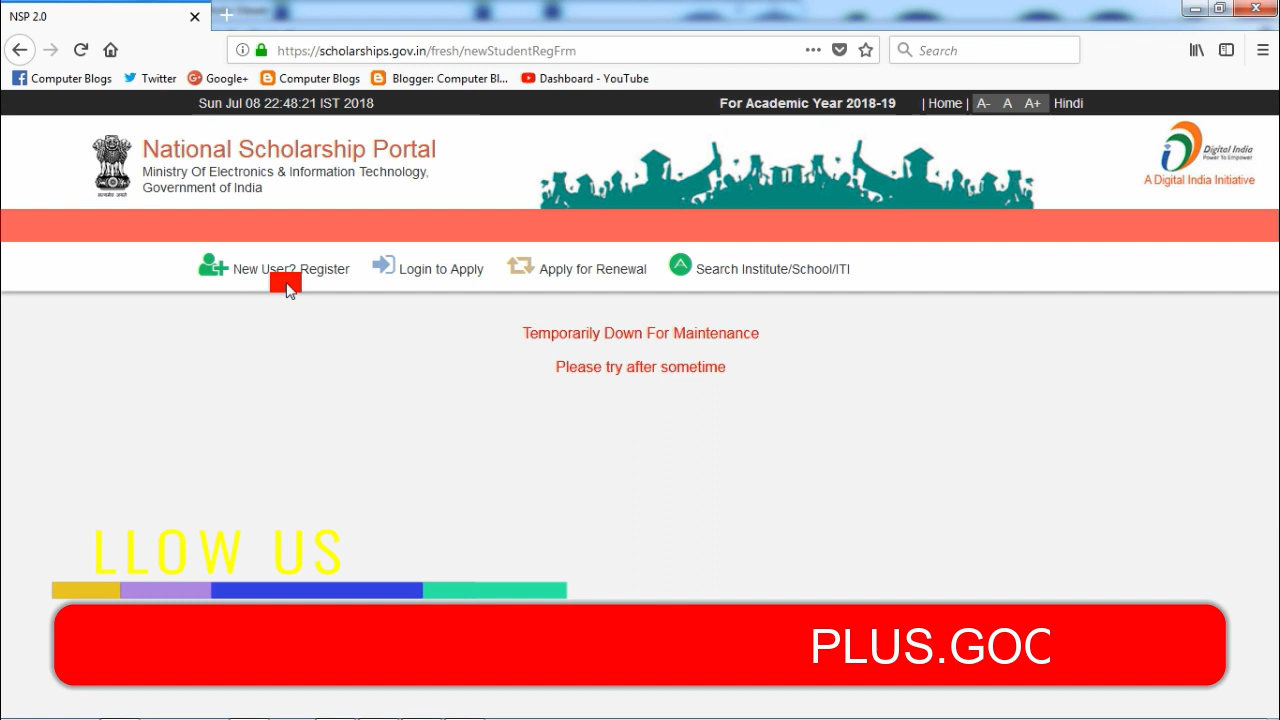 NSP 2.0
https://scholarships.gov.in/fresh/newStudentRegFrm
Search
Computer Blogs Twitter Google+ Computer Blogs Blogger: Computer Bl... Dashboard - YouTube
Sun Jul 08 22:48:21 IST 2018 For Academic Year 2018-19 | Home | A- A A+ Hindi
National Scholarship Portal
Ministry Of Electronics & Information Technology,
Government of India
Digital India
Power To Empower
A Digital India Initiative
New User? Register Login to Apply Apply for Renewal Search Institute/School/ITI
Temporarily Down For Maintenance
Please try after sometime
LLOW US
PLUS.GOO